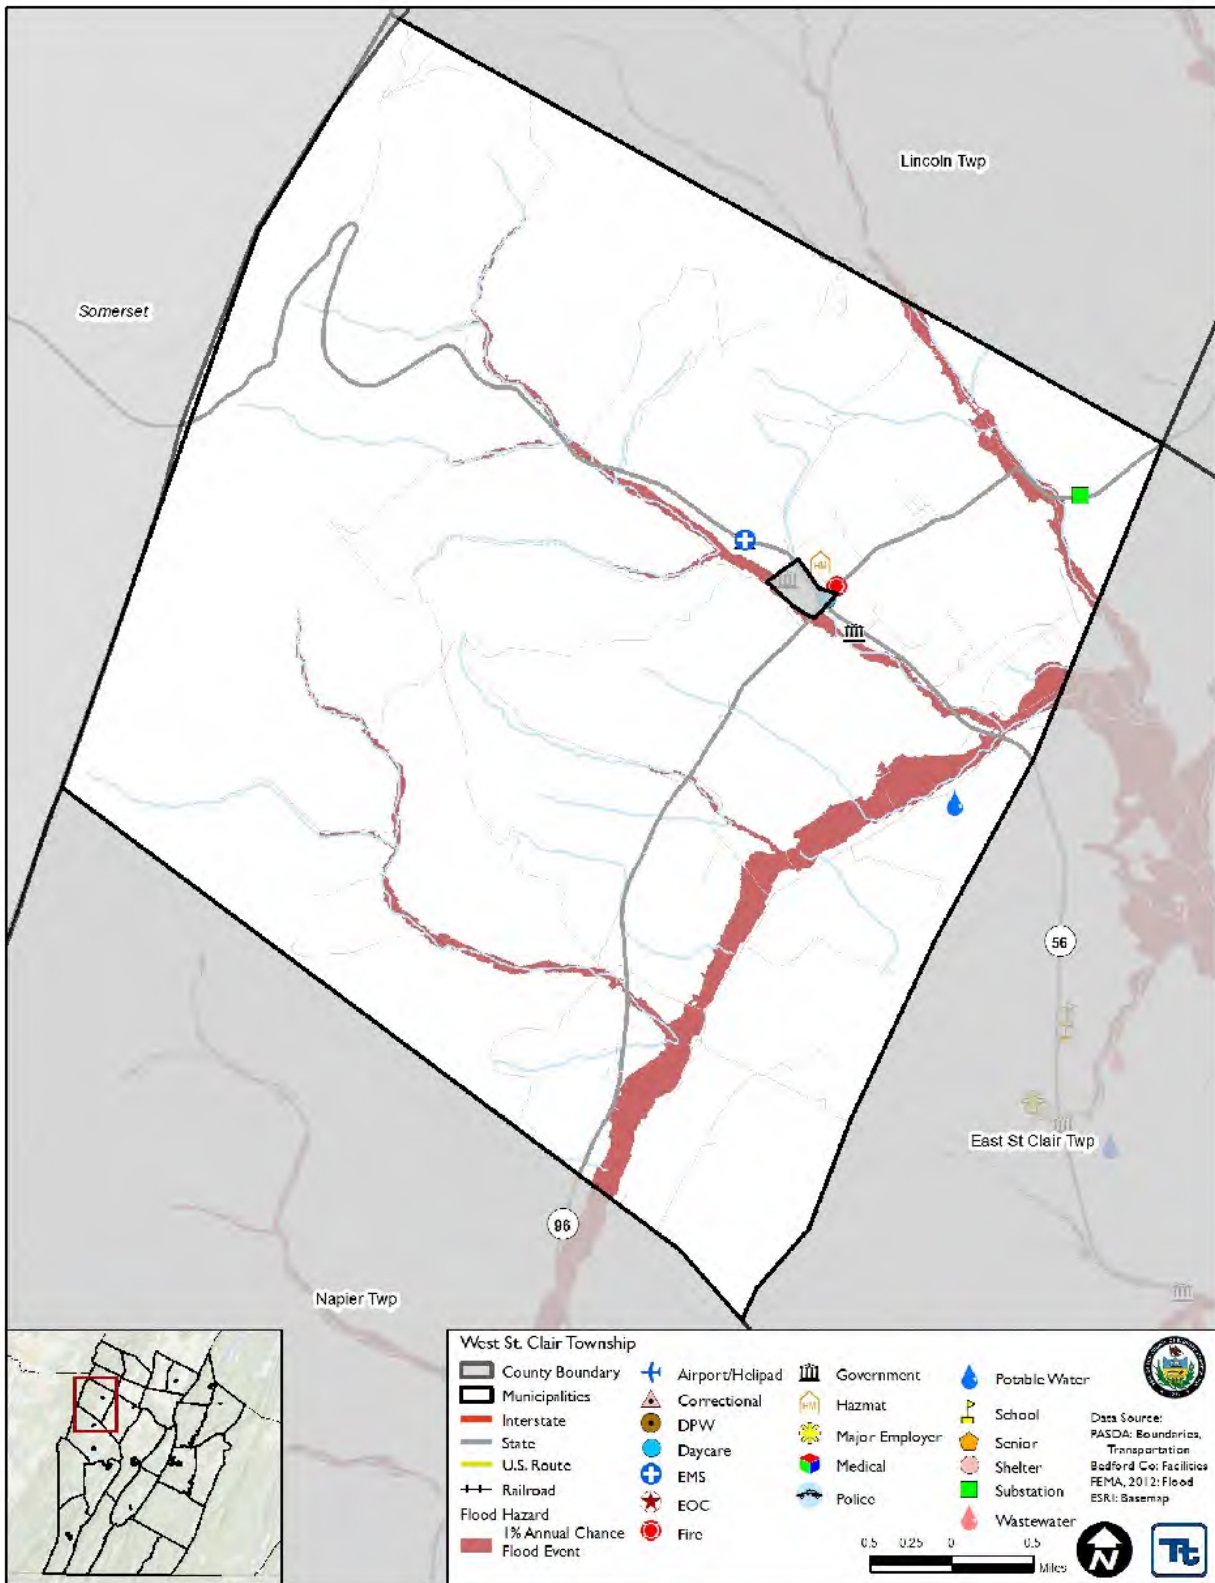 Lincoln Twp
Somerset
HM
56
East St Clair Twp
96
Napier Twp
West St. Clair Township
County Boundary
Municipalities
Interstate
State
U.S. Route
Railroad
Flood Hazard
1% Annual Chance
Flood Event
Airport/Helipad
Correctional
DPW
Daycare
EMS
EOC
Fire
Government
HM
Hazmat
Major Employer
Medical
Police
Potable Water
School
Senior
Shelter
Substation
Wastewater
Data Source:
PASDA: Boundaries,
Transportation
Bedford Co: Facilities
FEMA, 2012: Flood
ESRI: Basemap
0.5 0.25 0 0.5
Miles
N
Tt